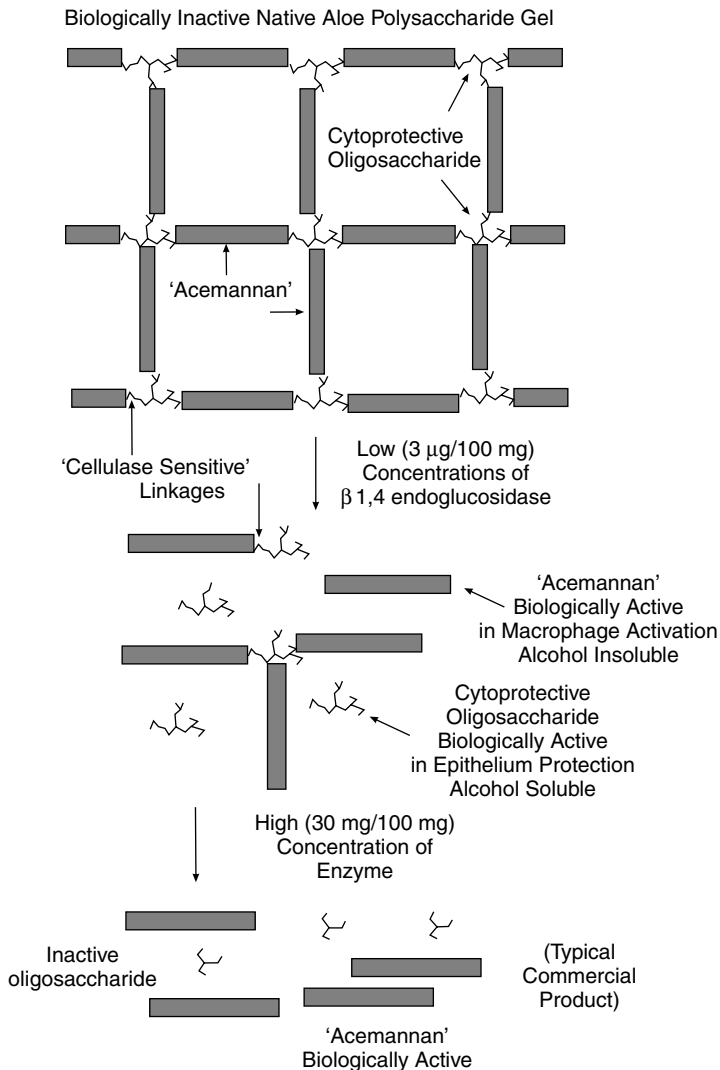 Biologically Inactive Native Aloe Polysaccharide Gel
Cytoprotective
Oligosaccharide
‘Acemannan’
‘Cellulase Sensitive’
Linkages
Low (3 μg/100 mg)
Concentrations of
β 1,4 endoglucosidase
‘Acemannan’
Biologically Active
in Macrophage Activation
Alcohol Insoluble
Cytoprotective
Oligosaccharide
Biologically Active
in Epithelium Protection
Alcohol Soluble
High (30 mg/100 mg)
Concentration of
Enzyme
Inactive
oligosaccharide
(Typical
Commercial
Product)
‘Acemannan’
Biologically Active